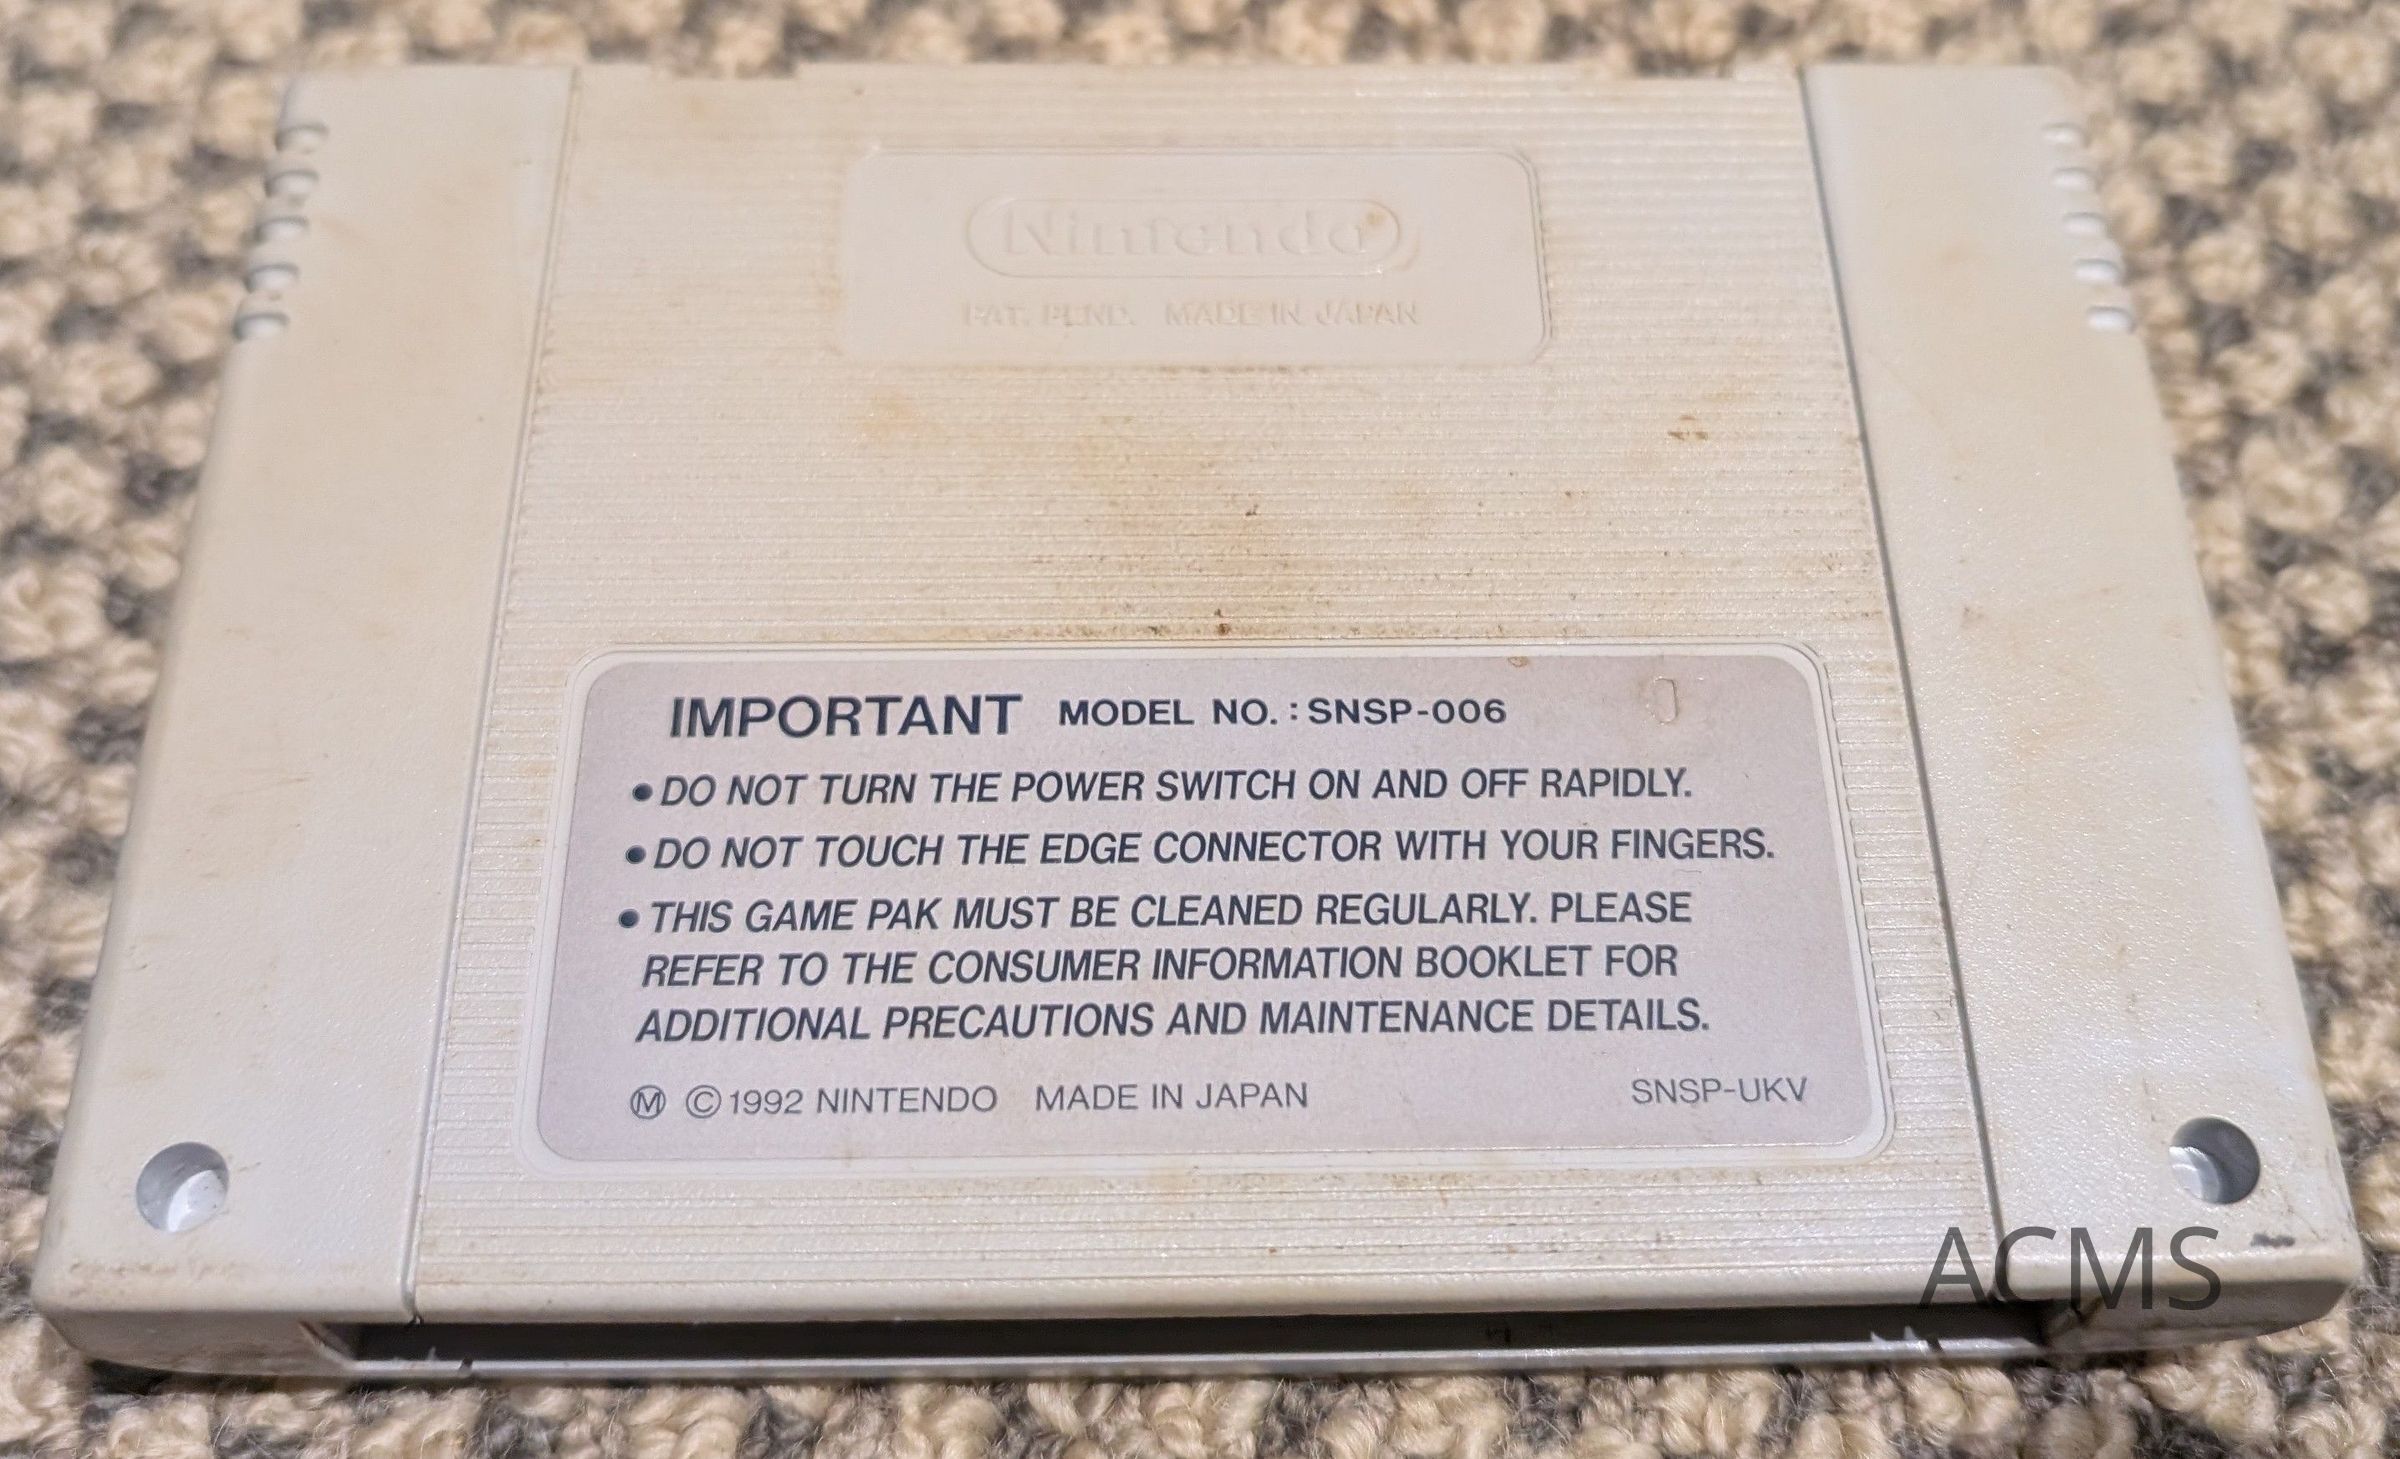 Nintendo®
PAT. PEND. MADE IN JAPAN
IMPORTANT MODEL NO.: SNSP-006
•DO NOT TURN THE POWER SWITCH ON AND OFF RAPIDLY.
•DO NOT TOUCH THE EDGE CONNECTOR WITH YOUR FINGERS.
•THIS GAME PAK MUST BE CLEANED REGULARLY. PLEASE
REFER TO THE CONSUMER INFORMATION BOOKLET FOR
ADDITIONAL PRECAUTIONS AND MAINTENANCE DETAILS.
Ⓜ ©1992 NINTENDO MADE IN JAPAN SNSP-UKV
ACMS